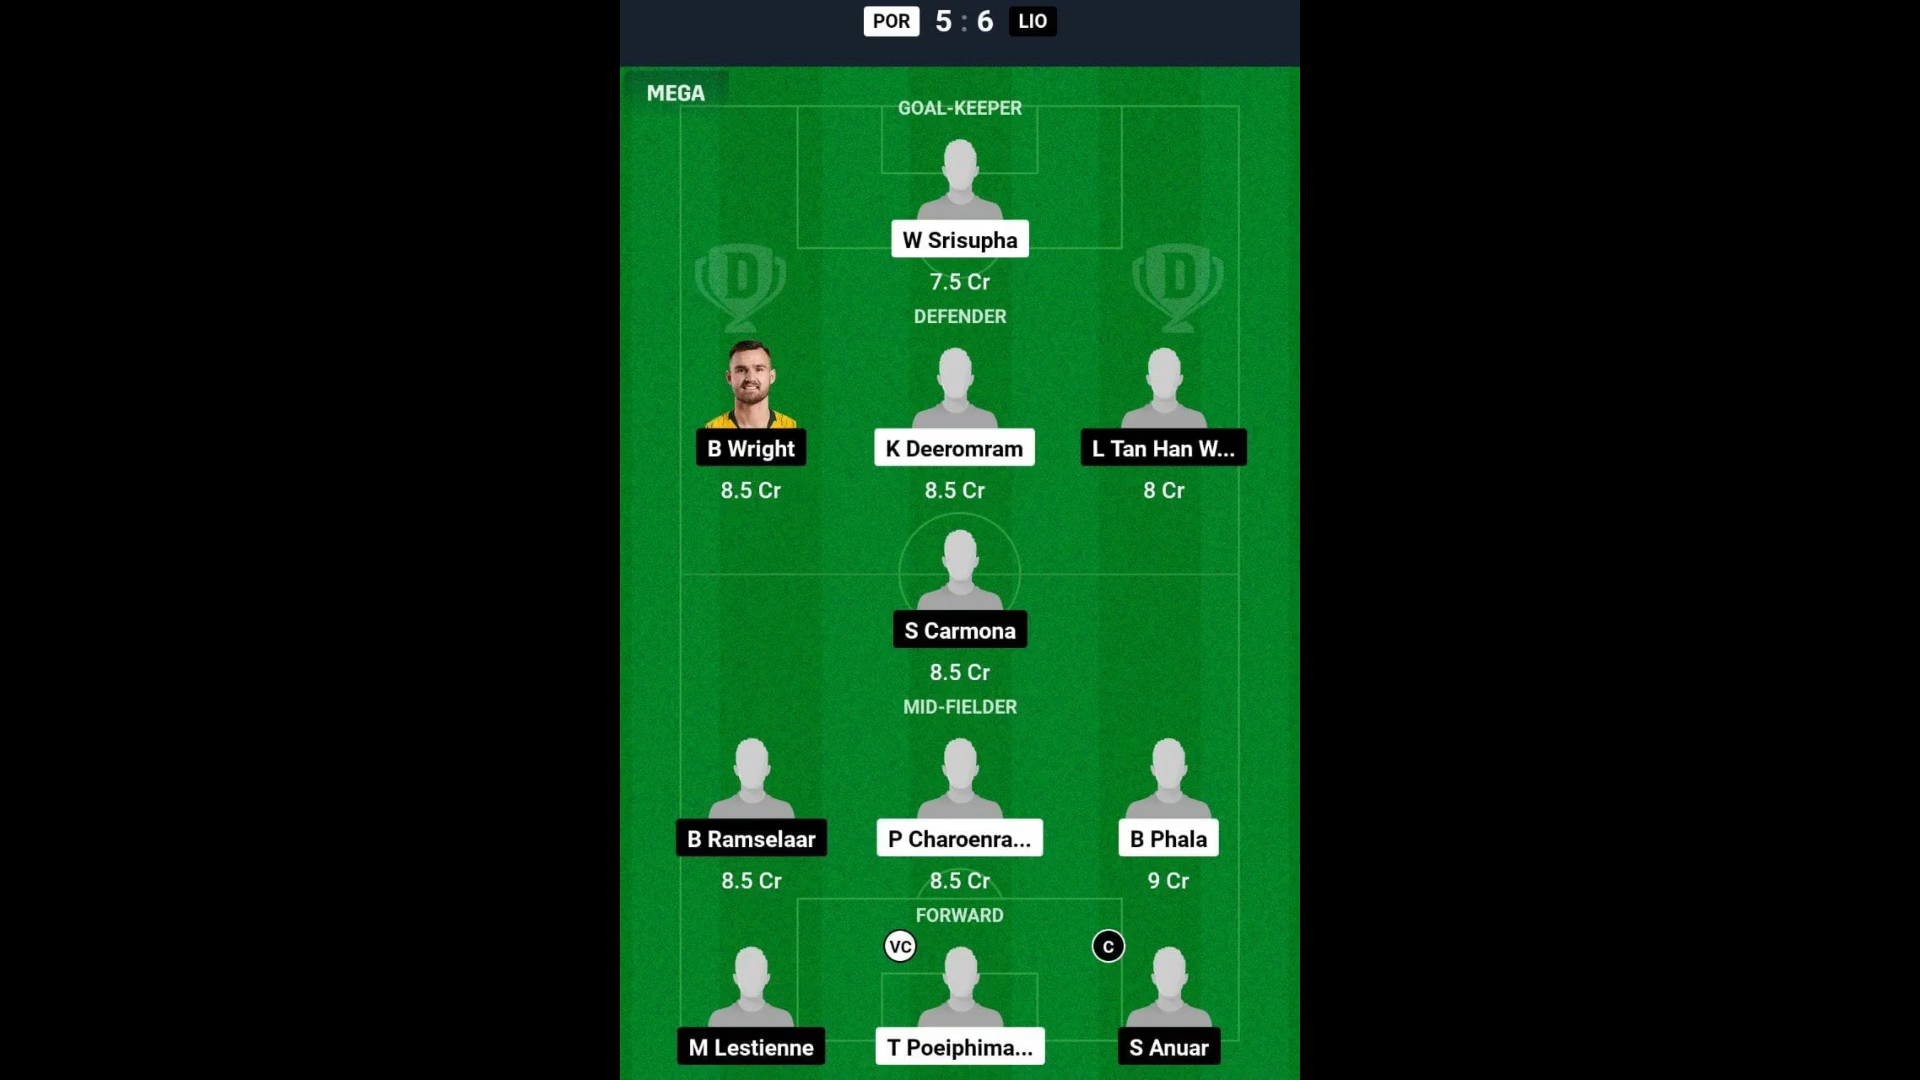 POR 5 : 6 LIO
MEGA
GOAL-KEEPER
W Srisupha
7.5 Cr
DEFENDER
D D
B Wright K Deeromram L Tan Han W...
8.5 Cr 8.5 Cr 8 Cr
S Carmona
8.5 Cr
MID-FIELDER
B Ramselaar P Charoenra... B Phala
8.5 Cr 8.5 Cr 9 Cr
FORWARD
VC C
M Lestienne T Poeiphima... S Anuar